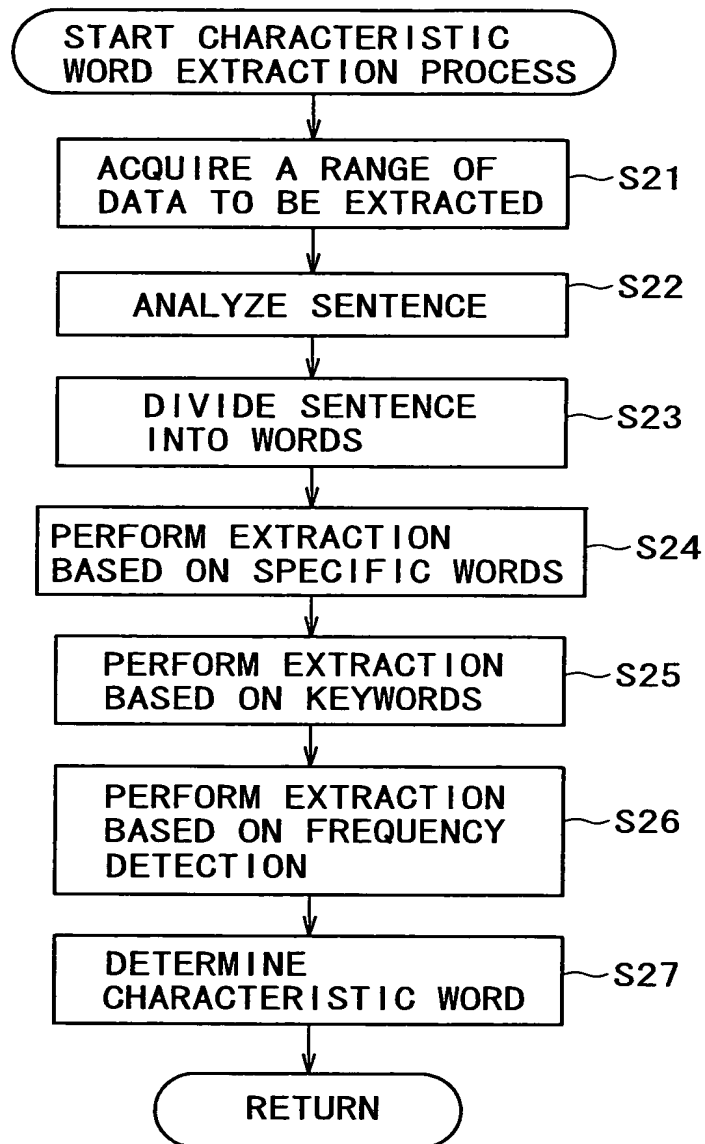 START CHARACTERISTIC
WORD EXTRACTION PROCESS
ACQUIRE A RANGE OF
DATA TO BE EXTRACTED
S21
ANALYZE SENTENCE
S22
DIVIDE SENTENCE
INTO WORDS
S23
PERFORM EXTRACTION
BASED ON SPECIFIC WORDS
S24
PERFORM EXTRACTION
BASED ON KEYWORDS
S25
PERFORM EXTRACTION
BASED ON FREQUENCY
DETECTION
S26
DETERMINE
CHARACTERISTIC WORD
S27
RETURN